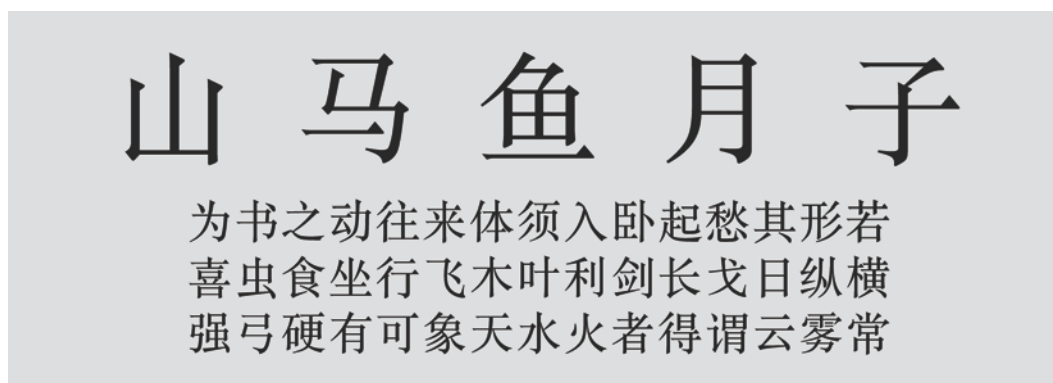 山马鱼月子
为书之动往来体须入卧起愁其形若
喜虫食坐行飞木叶利剑长戈日纵横
强弓硬有可象天水火者得谓云雾常